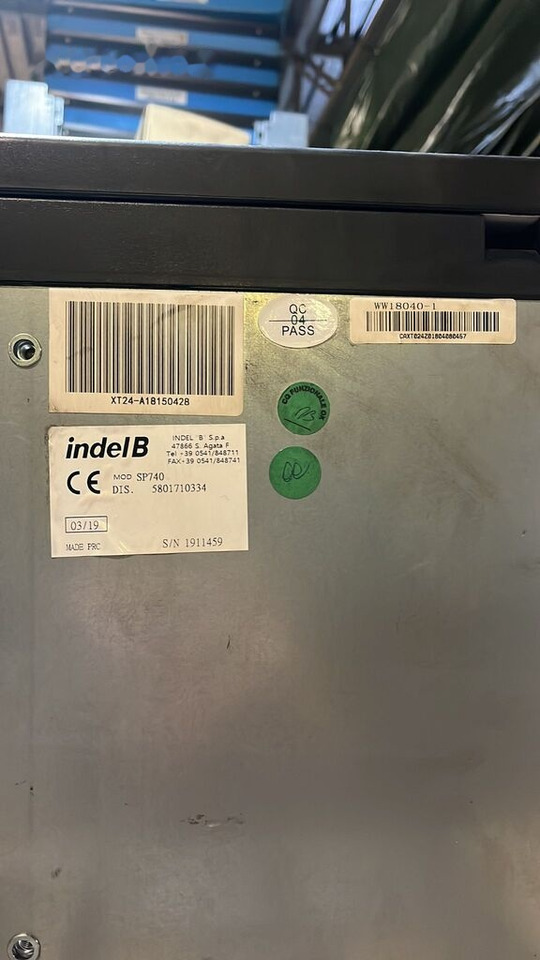 QC
04
PASS
WW18040-1
CAXT024Z01804080457
XT24-A18150428
CQ FUNZIONALE OK
indel B
INDEL "B" S.p.a
47866 S. Agata F
Tel +39 0541/848711
FAX+39 0541/848741
CE
MOD SP740
DIS. 5801710334
03/19
MADE PRC
S/N 1911459